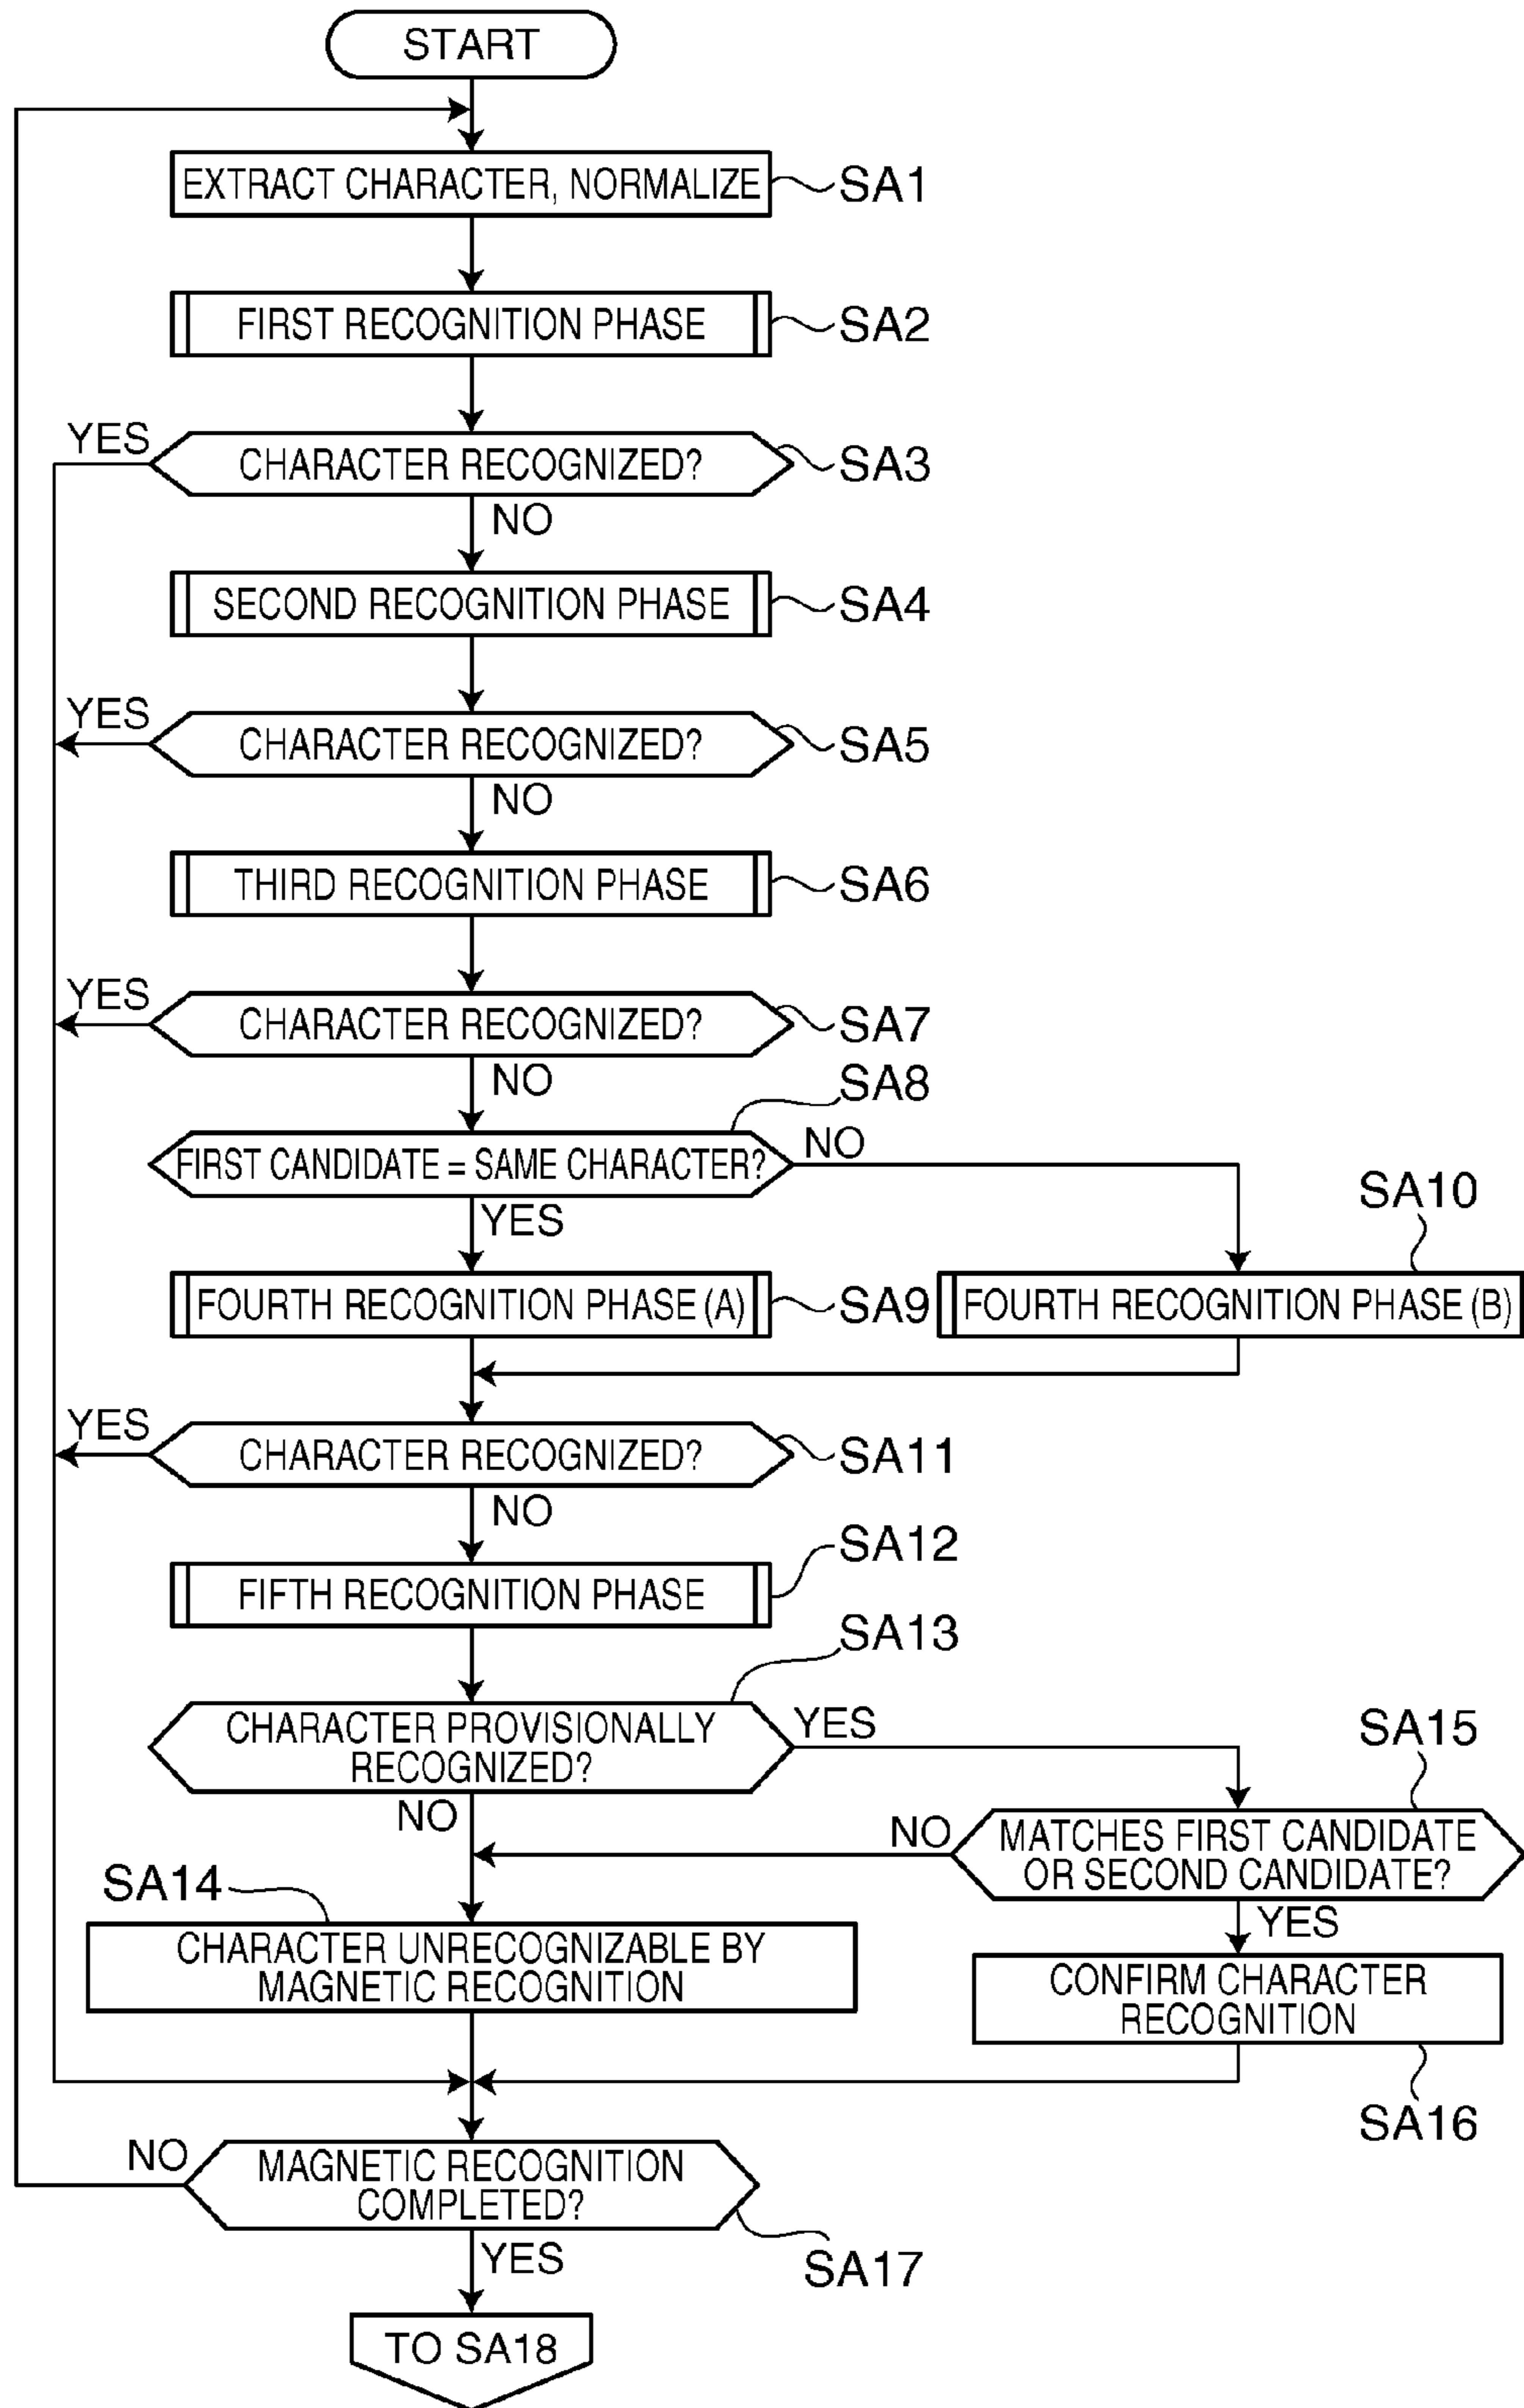 START
EXTRACT CHARACTER, NORMALIZE
SA1
FIRST RECOGNITION PHASE
SA2
YES
CHARACTER RECOGNIZED?
SA3
NO
SECOND RECOGNITION PHASE
SA4
YES
CHARACTER RECOGNIZED?
SA5
NO
THIRD RECOGNITION PHASE
SA6
YES
CHARACTER RECOGNIZED?
SA7
NO
SA8
FIRST CANDIDATE = SAME CHARACTER?
NO
YES
SA10
FOURTH RECOGNITION PHASE (A)
SA9
FOURTH RECOGNITION PHASE (B)
YES
CHARACTER RECOGNIZED?
SA11
NO
SA12
FIFTH RECOGNITION PHASE
SA13
CHARACTER PROVISIONALLY
RECOGNIZED?
YES
SA15
NO
NO
MATCHES FIRST CANDIDATE
OR SECOND CANDIDATE?
SA14
YES
CHARACTER UNRECOGNIZABLE BY
MAGNETIC RECOGNITION
CONFIRM CHARACTER
RECOGNITION
SA16
NO
MAGNETIC RECOGNITION
COMPLETED?
SA17
YES
TO SA18